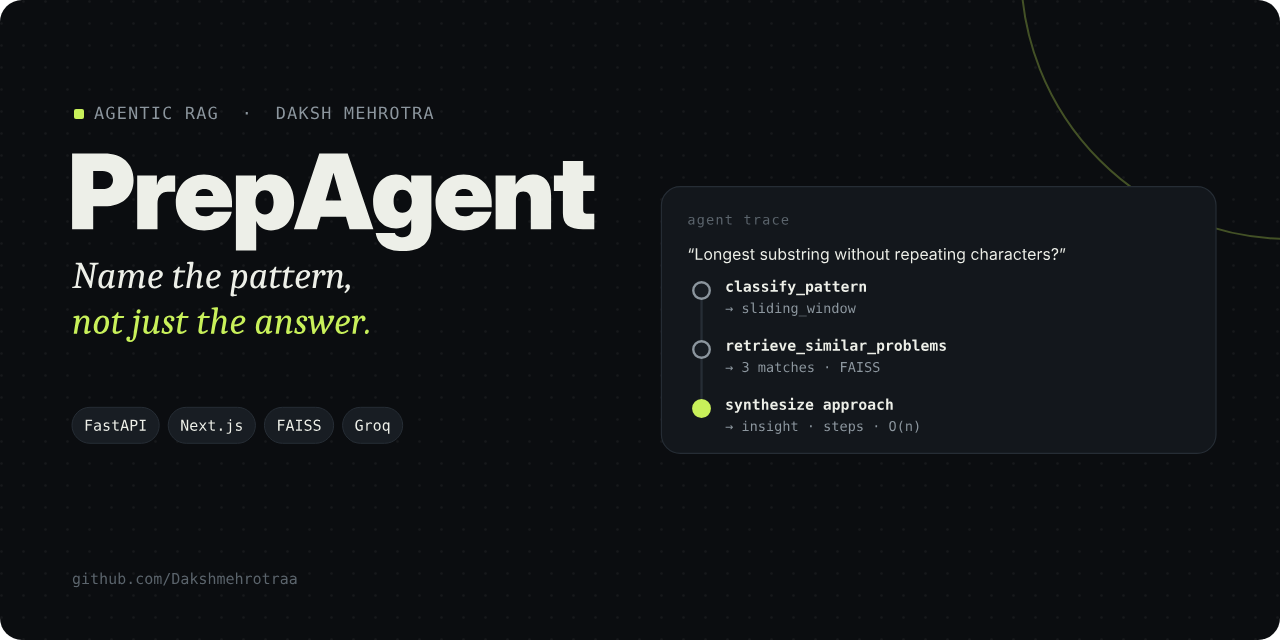 AGENTIC RAG · DAKSH MEHROTRA
PrepAgent
Name the pattern,
not just the answer.
FastAPI Next.js FAISS Groq
github.com/Dakshmehrotraa
agent trace
“Longest substring without repeating characters?”
classify_pattern
→ sliding_window
retrieve_similar_problems
→ 3 matches · FAISS
synthesize approach
→ insight · steps · O(n)